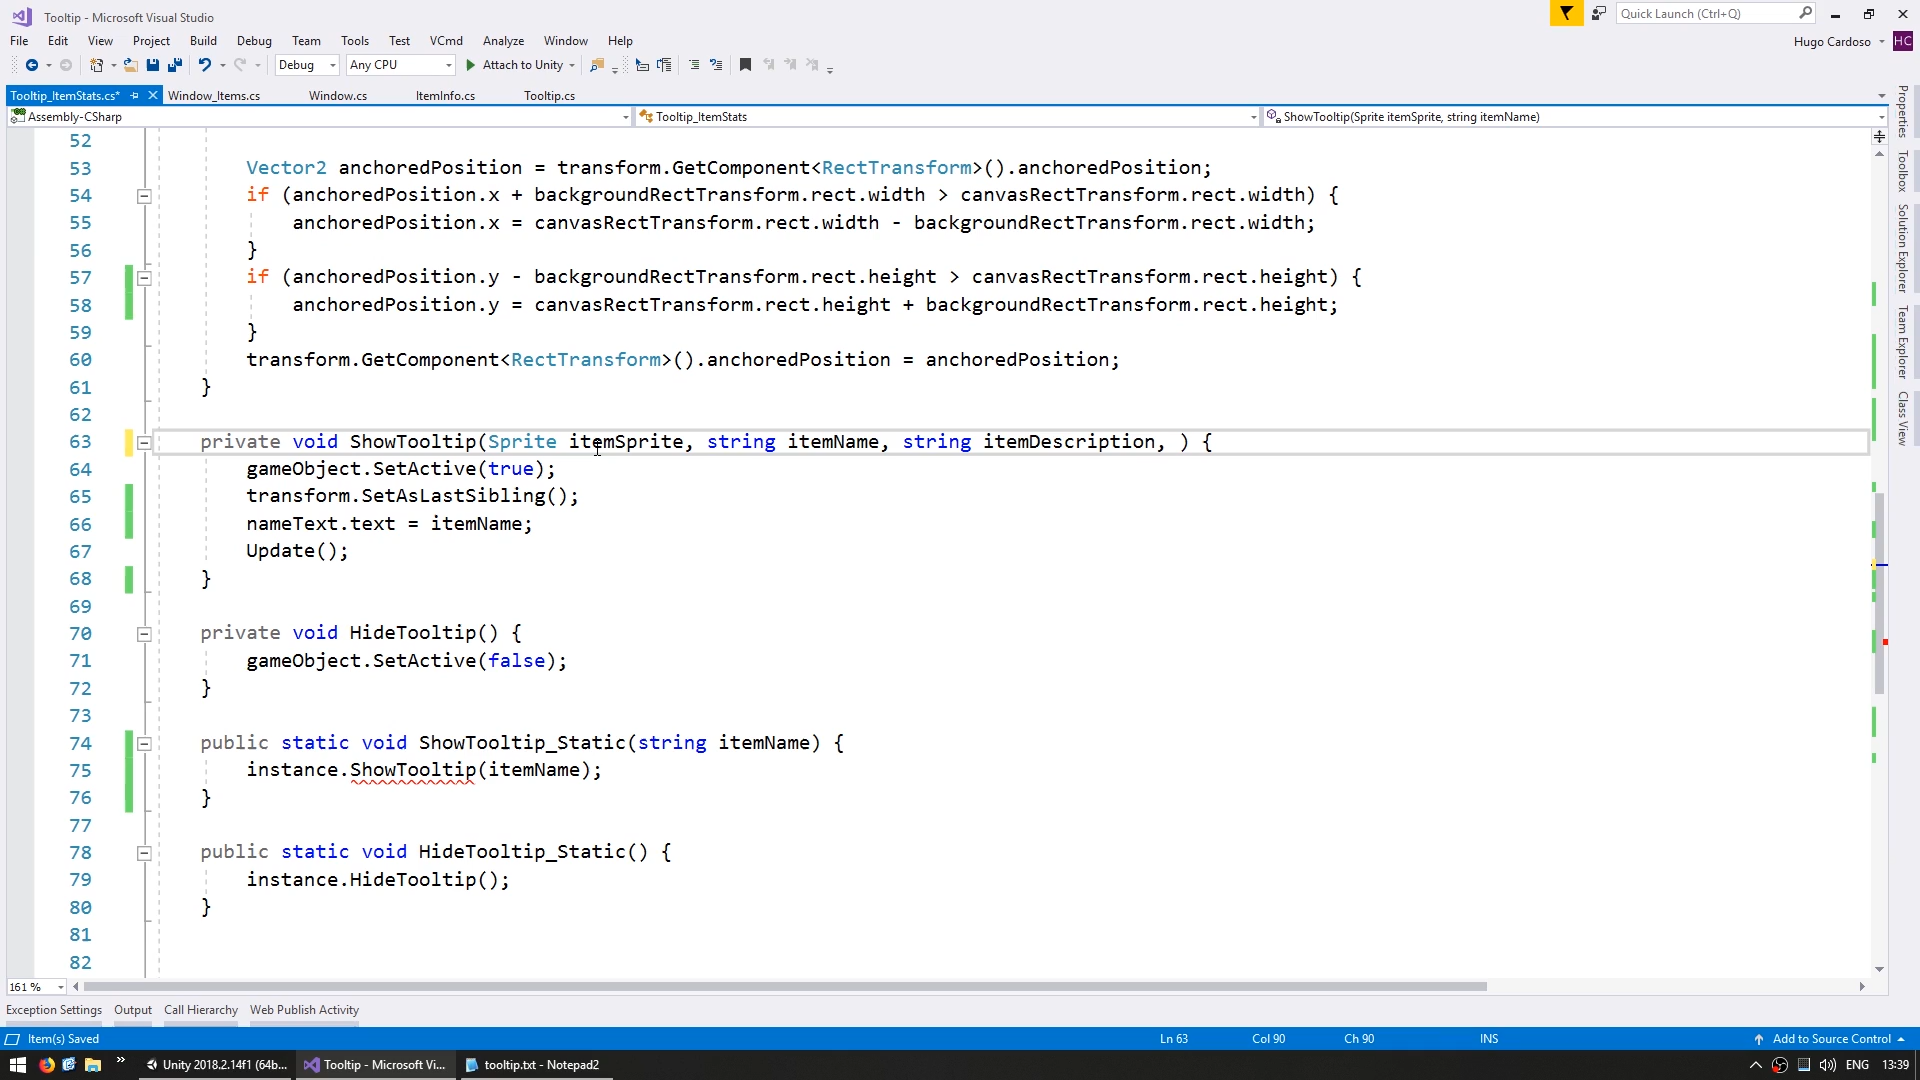 Tooltip - Microsoft Visual Studio
Quick Launch (Ctrl+Q)
File Edit View Project Build Debug Team Tools Test VCmd Analyze Window Help
Hugo Cardoso HC
Debug Any CPU Attach to Unity
Tooltip_ItemStats.cs* Window_Items.cs Window.cs ItemInfo.cs Tooltip.cs
Assembly-CSharp Tooltip_ItemStats ShowTooltip(Sprite itemSprite, string itemName)
52
53 Vector2 anchoredPosition = transform.GetComponent<RectTransform>().anchoredPosition;
54 if (anchoredPosition.x + backgroundRectTransform.rect.width > canvasRectTransform.rect.width) {
55 anchoredPosition.x = canvasRectTransform.rect.width - backgroundRectTransform.rect.width;
56 }
57 if (anchoredPosition.y - backgroundRectTransform.rect.height > canvasRectTransform.rect.height) {
58 anchoredPosition.y = canvasRectTransform.rect.height + backgroundRectTransform.rect.height;
59 }
60 transform.GetComponent<RectTransform>().anchoredPosition = anchoredPosition;
61 }
62
63 private void ShowTooltip(Sprite itemSprite, string itemName, string itemDescription, ) {
64 gameObject.SetActive(true);
65 transform.SetAsLastSibling();
66 nameText.text = itemName;
67 Update();
68 }
69
70 private void HideTooltip() {
71 gameObject.SetActive(false);
72 }
73
74 public static void ShowTooltip_Static(string itemName) {
75 instance.ShowTooltip(itemName);
76 }
77
78 public static void HideTooltip_Static() {
79 instance.HideTooltip();
80 }
81
82
Properties
Toolbox
Solution Explorer
Team Explorer
Class View
161 %
Exception Settings Output Call Hierarchy Web Publish Activity
Item(s) Saved Ln 63 Col 90 Ch 90 INS Add to Source Control
Unity 2018.2.14f1 (64b... Tooltip - Microsoft Vi... tooltip.txt - Notepad2 ENG 13:39